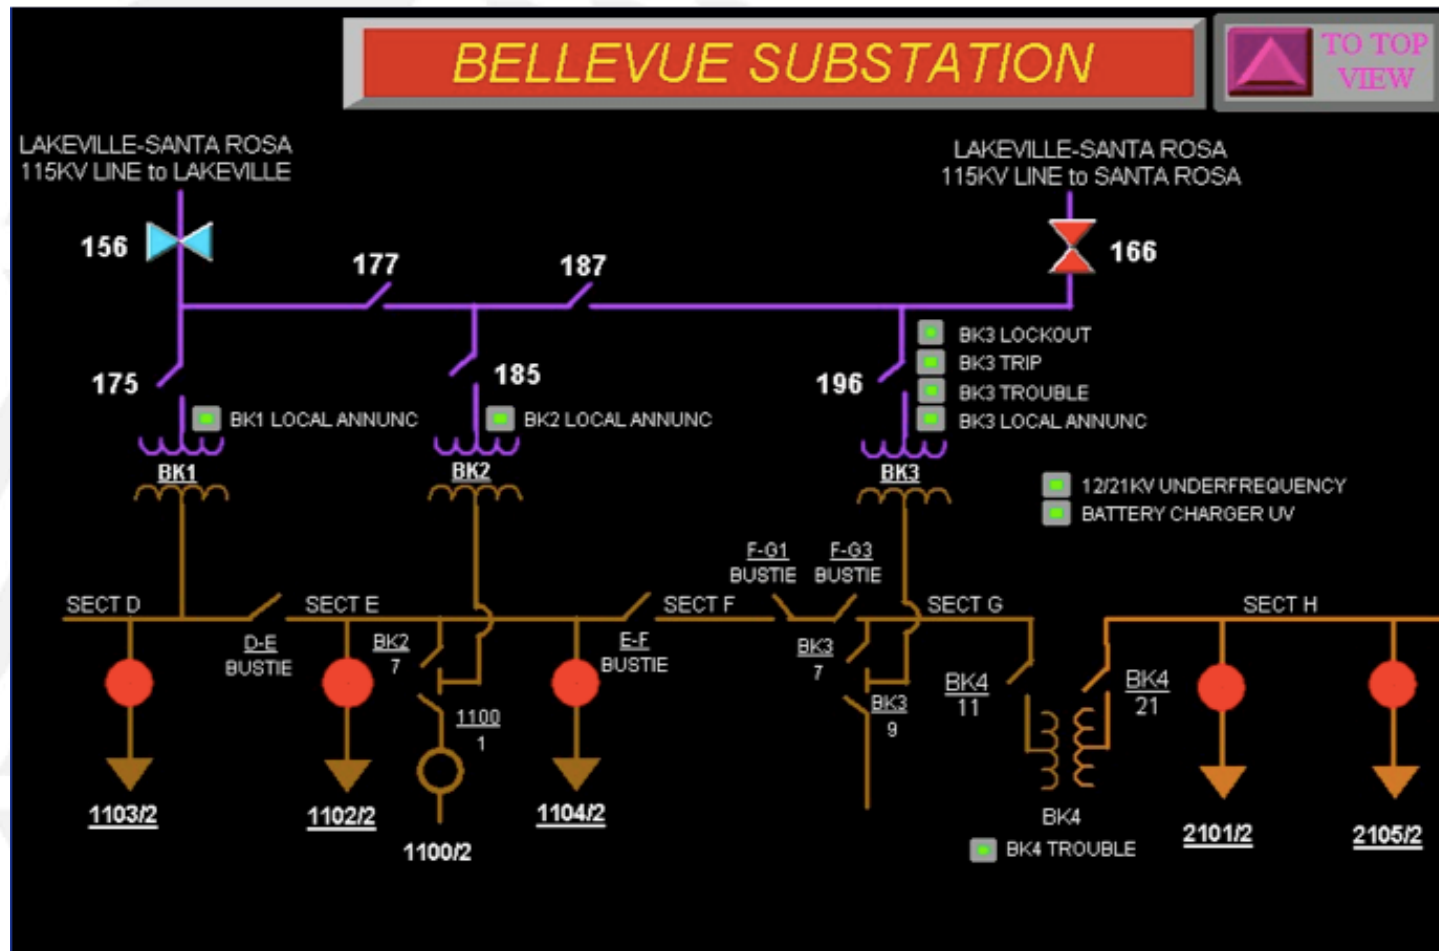 BELLEVUE SUBSTATION
TO TOP
VIEW
LAKEVILLE-SANTA ROSA
115KV LINE to LAKEVILLE
LAKEVILLE-SANTA ROSA
115KV LINE to SANTA ROSA
156
166
177
187
175
185
196
BK3 LOCKOUT
BK3 TRIP
BK3 TROUBLE
BK3 LOCAL ANNUNC
BK1 LOCAL ANNUNC
BK2 LOCAL ANNUNC
BK1
BK2
BK3
12/21KV UNDERFREQUENCY
BATTERY CHARGER UV
F-G1
BUSTIE
F-G3
BUSTIE
SECT D
SECT E
SECT F
SECT G
SECT H
D-E
BUSTIE
BK2
7
E-F
BUSTIE
BK3
7
BK4
11
BK4
21
1100
1
BK3
9
1103/2
1102/2
1100/2
1104/2
BK4
BK4 TROUBLE
2101/2
2105/2